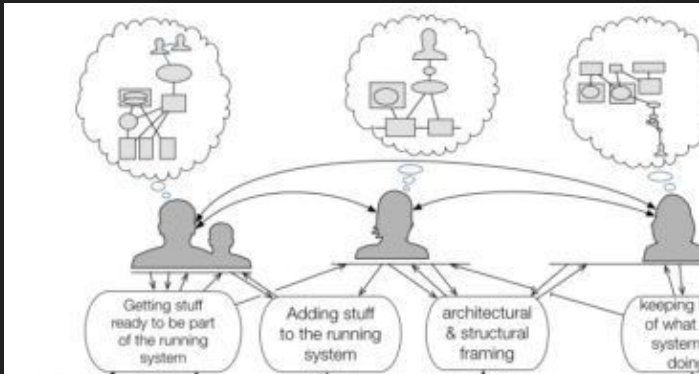 Getting stuff
ready to be part
of the running
system
Adding stuff
to the running
system
architectural
& structural
framing
keeping
of what
system
doing